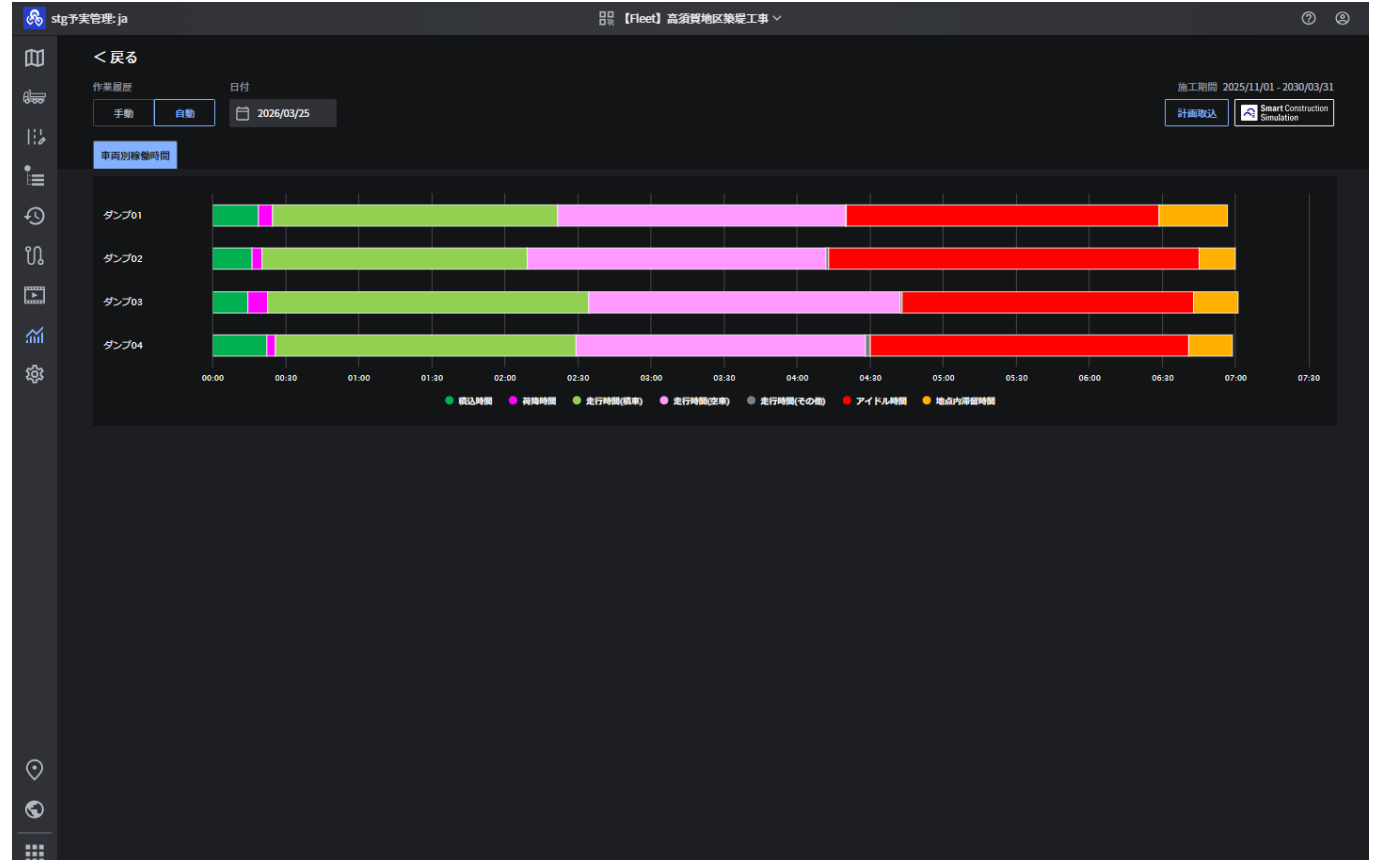 stg予実管理: ja
【Fleet】高須賀地区築堤工事
＜戻る
作業履歴
日付
施工期間 2025/11/01 - 2030/03/31
手動
自動
2026/03/25
計画取込
Smart Construction
Simulation
車両別稼働時間
ダンプ01
ダンプ02
ダンプ03
ダンプ04
00:00 00:30 01:00 01:30 02:00 02:30 03:00 03:30 04:00 04:30 05:00 05:30 06:00 06:30 07:00 07:30
積込時間 荷降時間 走行時間(積車) 走行時間(空車) 走行時間(その他) アイドル時間 地点内滞留時間